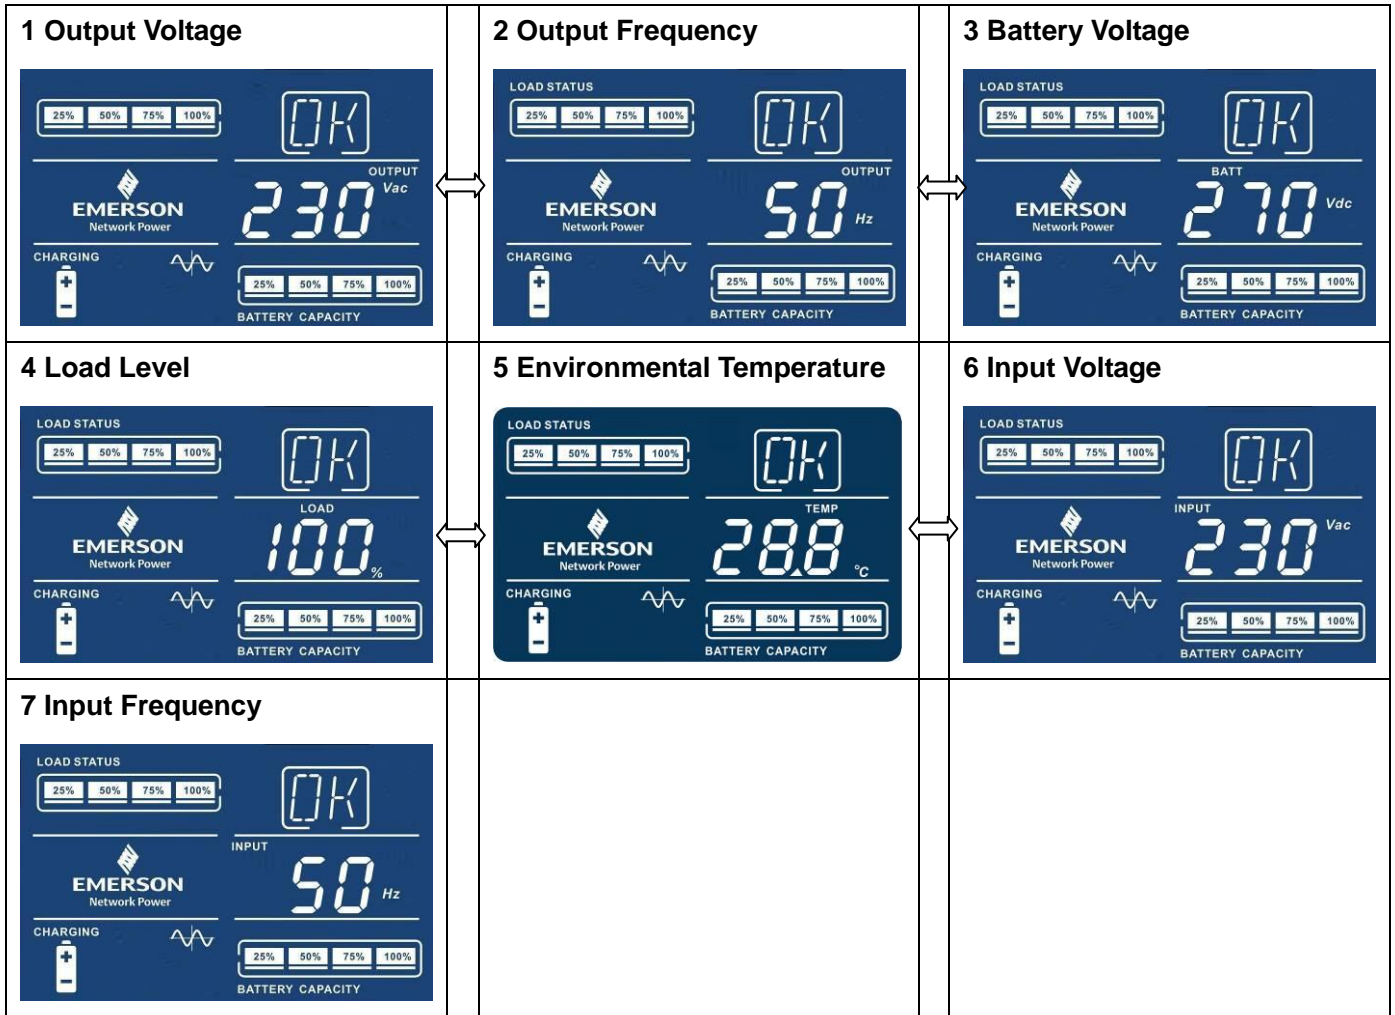 1 Output Voltage
25% 50% 75% 100%
OK
OUTPUT
230 Vac
EMERSON
Network Power
CHARGING
25% 50% 75% 100%
BATTERY CAPACITY
2 Output Frequency
LOAD STATUS
25% 50% 75% 100%
OK
OUTPUT
50 Hz
EMERSON
Network Power
CHARGING
25% 50% 75% 100%
BATTERY CAPACITY
3 Battery Voltage
LOAD STATUS
25% 50% 75% 100%
OK
BATT
270 Vdc
EMERSON
Network Power
CHARGING
25% 50% 75% 100%
BATTERY CAPACITY
4 Load Level
LOAD STATUS
25% 50% 75% 100%
OK
LOAD
100 %
EMERSON
Network Power
CHARGING
25% 50% 75% 100%
BATTERY CAPACITY
5 Environmental Temperature
LOAD STATUS
25% 50% 75% 100%
OK
TEMP
28.8 °C
EMERSON
Network Power
CHARGING
25% 50% 75% 100%
BATTERY CAPACITY
6 Input Voltage
LOAD STATUS
25% 50% 75% 100%
OK
INPUT
230 Vac
EMERSON
Network Power
CHARGING
25% 50% 75% 100%
BATTERY CAPACITY
7 Input Frequency
LOAD STATUS
25% 50% 75% 100%
OK
INPUT
50 Hz
EMERSON
Network Power
CHARGING
25% 50% 75% 100%
BATTERY CAPACITY